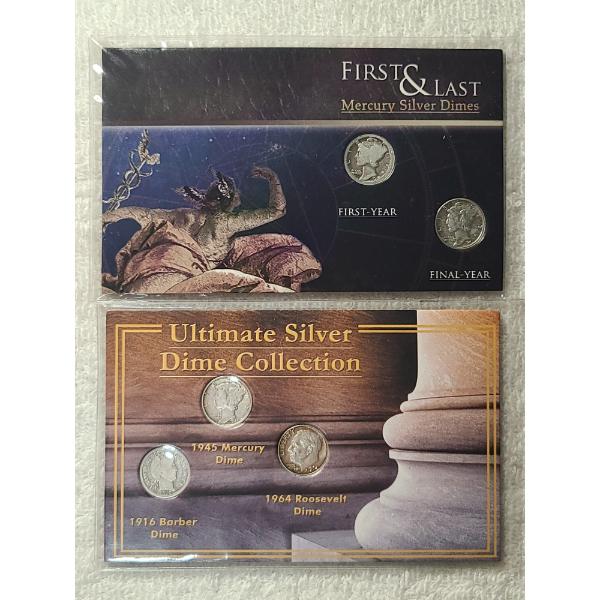 FIRST & LAST
Mercury Silver Dimes
FIRST-YEAR
FINAL-YEAR
Ultimate Silver
Dime Collection
1945 Mercury
Dime
1964 Roosevelt
Dime
1916 Barber
Dime